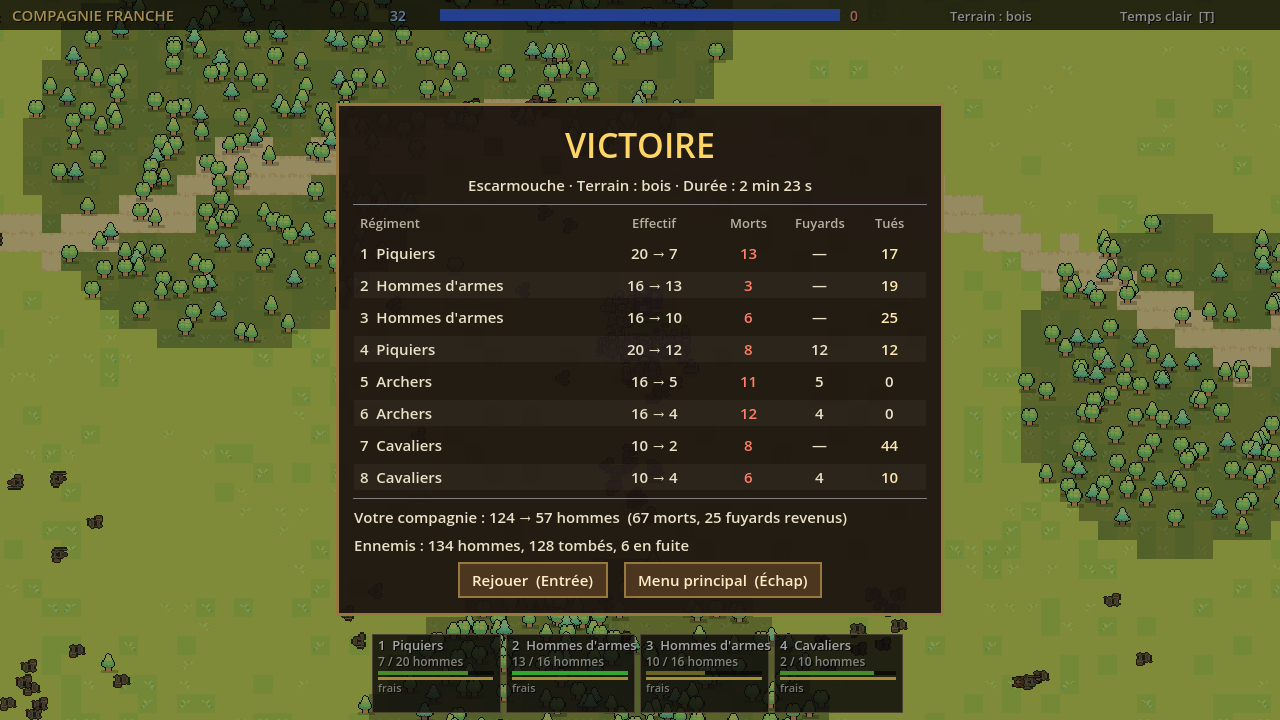 COMPAGNIE FRANCHE 32 0 Terrain : bois Temps clair [T]
VICTOIRE
Escarmouche · Terrain : bois · Durée : 2 min 23 s
Régiment Effectif Morts Fuyards Tués
1 Piquiers 20 → 7 13 — 17
2 Hommes d'armes 16 → 13 3 — 19
3 Hommes d'armes 16 → 10 6 — 25
4 Piquiers 20 → 12 8 12 12
5 Archers 16 → 5 11 5 0
6 Archers 16 → 4 12 4 0
7 Cavaliers 10 → 2 8 — 44
8 Cavaliers 10 → 4 6 4 10
Votre compagnie : 124 → 57 hommes (67 morts, 25 fuyards revenus)
Ennemis : 134 hommes, 128 tombés, 6 en fuite
Rejouer (Entrée) Menu principal (Échap)
1 Piquiers 2 Hommes d'armes 3 Hommes d'armes 4 Cavaliers
7 / 20 hommes 13 / 16 hommes 10 / 16 hommes 2 / 10 hommes
frais frais frais frais